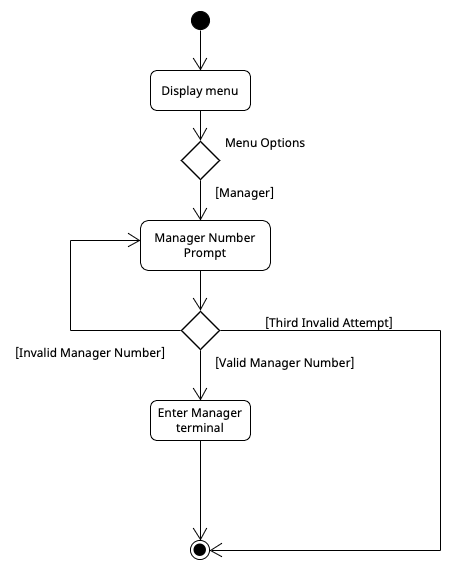 Display menu
Menu Options
[Manager]
Manager Number
Prompt
[Third Invalid Attempt]
[Invalid Manager Number]
[Valid Manager Number]
Enter Manager
terminal